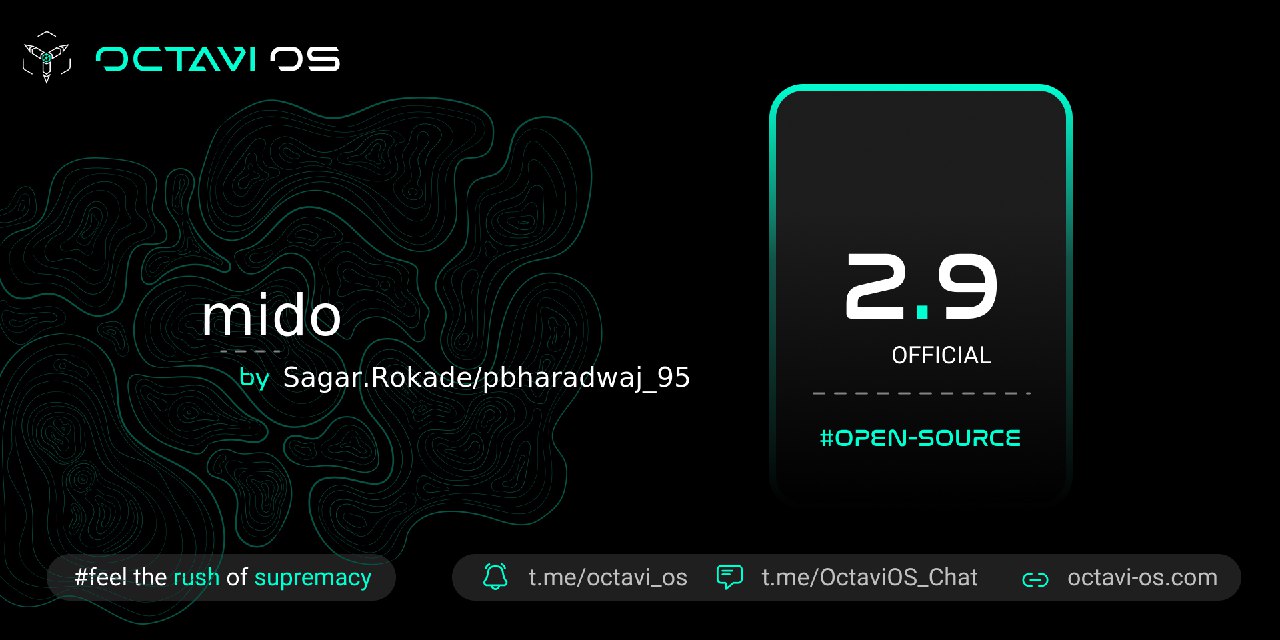 OCTAVI OS
mido
by Sagar.Rokade/pbharadwaj_95
2.9
OFFICIAL
#OPEN-SOURCE
#feel the rush of supremacy
t.me/octavi_os
t.me/OctaviOS_Chat
octavi-os.com